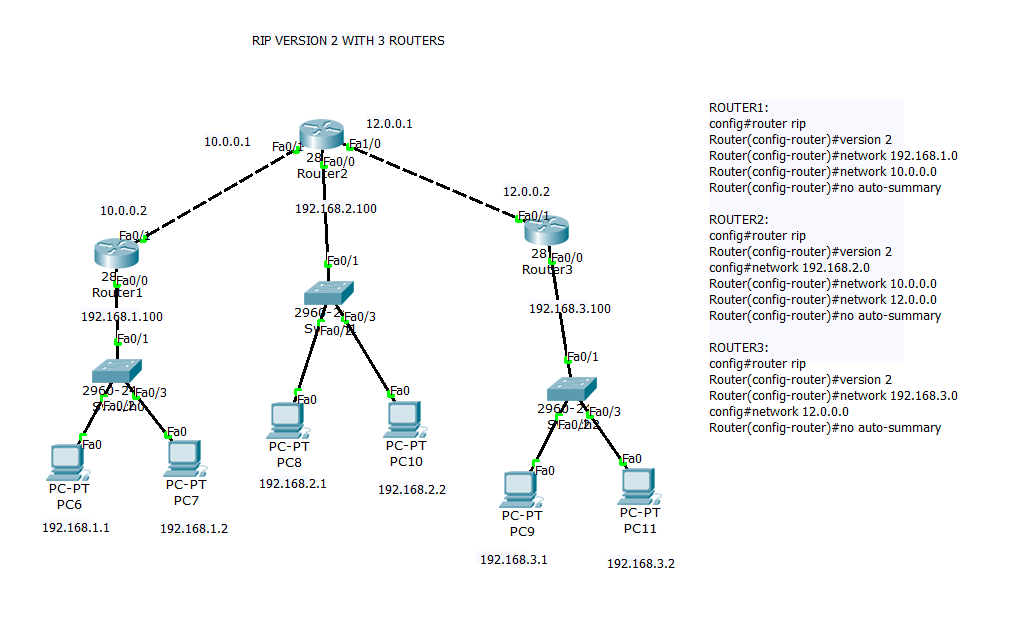 RIP VERSION 2 WITH 3 ROUTERS
12.0.0.1
10.0.0.1
Fa0/1
Fa1/0
28
Fa0/0
Router2
12.0.0.2
192.168.2.100
10.0.0.2
Fa0/1
Fa0/1
28
Fa0/0
Router3
Fa0/1
28
Fa0/0
Router1
192.168.3.100
192.168.1.100
2960-2
Fa0/3
Fa0/2
Fa0/1
Fa0/1
2960-2
Fa0/3
Fa0/2
Fa0
Fa0
2960-2
Fa0/3
Fa0/2
Fa0
Fa0
PC-PT
PC8
PC-PT
PC10
Fa0
Fa0
192.168.2.1
192.168.2.2
PC-PT
PC6
PC-PT
PC7
192.168.1.1
192.168.1.2
PC-PT
PC9
PC-PT
PC11
192.168.3.1
192.168.3.2
ROUTER1:
config#router rip
Router(config-router)#version 2
Router(config-router)#network 192.168.1.0
Router(config-router)#network 10.0.0.0
Router(config-router)#no auto-summary
ROUTER2:
config#router rip
Router(config-router)#version 2
config#network 192.168.2.0
Router(config-router)#network 10.0.0.0
Router(config-router)#network 12.0.0.0
Router(config-router)#no auto-summary
ROUTER3:
config#router rip
Router(config-router)#version 2
Router(config-router)#network 192.168.3.0
config#network 12.0.0.0
Router(config-router)#no auto-summary